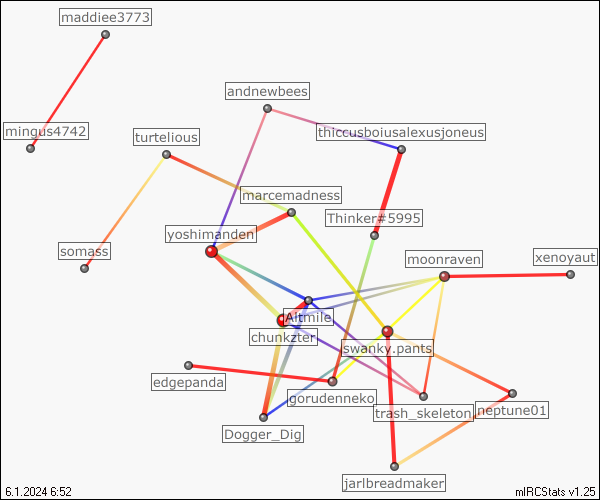 maddiee3773
andnewbees
mingus4742
turtelious
thiccusboiusalexusjoneus
marcemadness
Thinker#5995
yoshimanden
somass
moonraven
xenoyaut
Altmile
chunkzter
swanky.pants
edgepanda
gorudenneko
trash_skeleton
neptune01
Dogger_Dig
jarlbreadmaker
6.1.2024 6:52
mIRCStats v1.25